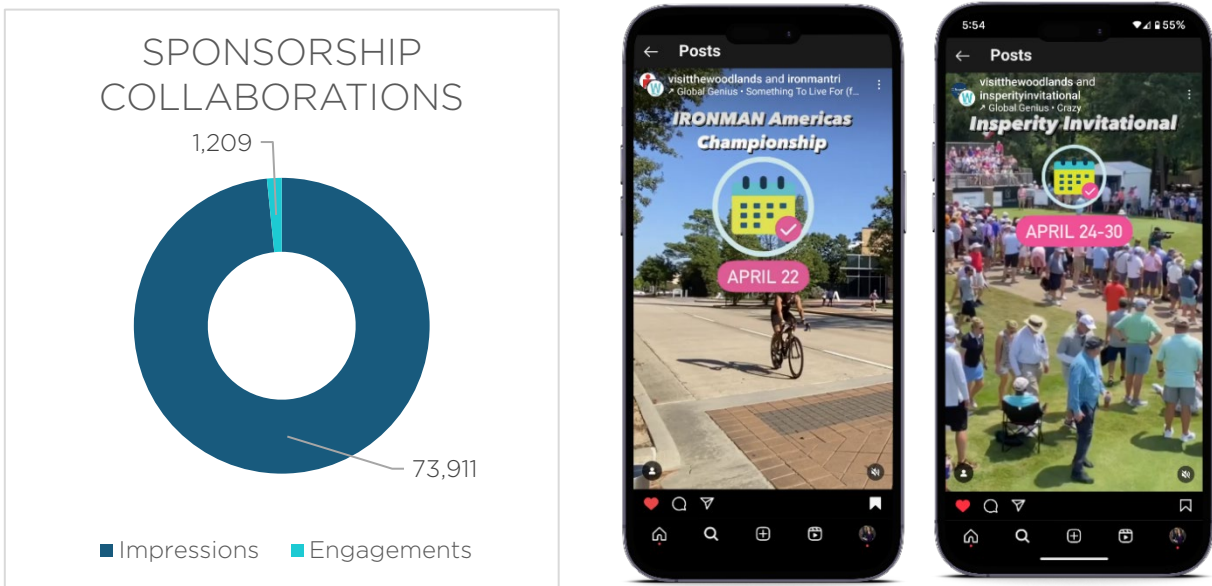 SPONSORSHIP
COLLABORATIONS
1,209
73,911
Impressions
Engagements
Posts
visitthewoodlands and ironmantri
Global Genius • Something To Live For (f...
IRONMAN Americas
Championship
APRIL 22
5:54
55%
Posts
visitthewoodlands and
insperityinvitational
Global Genius • Crazy
Insperity Invitational
APRIL 24-30